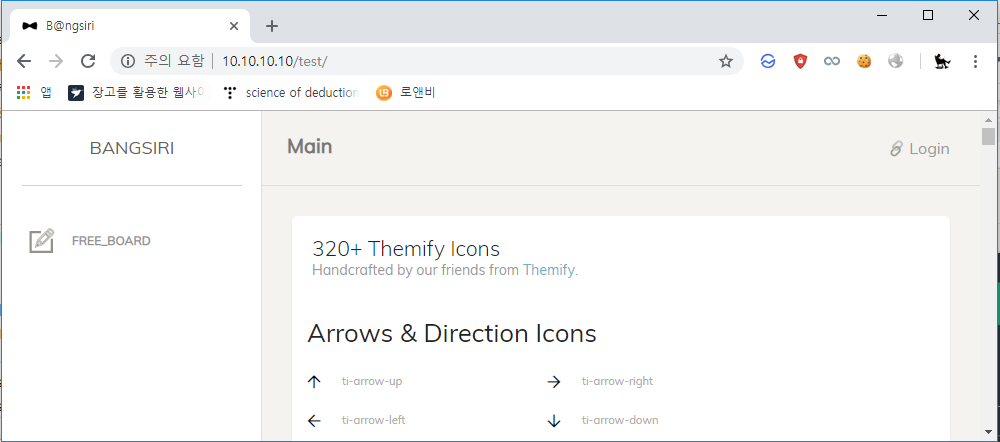 B@ngsiri
주의 요함 | 10.10.10.10/test/
앱 장고를 활용한 웹사이 science of deduction 로앤비
BANGSIRI
Main
Login
FREE_BOARD
320+ Themify Icons
Handcrafted by our friends from Themify.
Arrows & Direction Icons
ti-arrow-up ti-arrow-right
ti-arrow-left ti-arrow-down